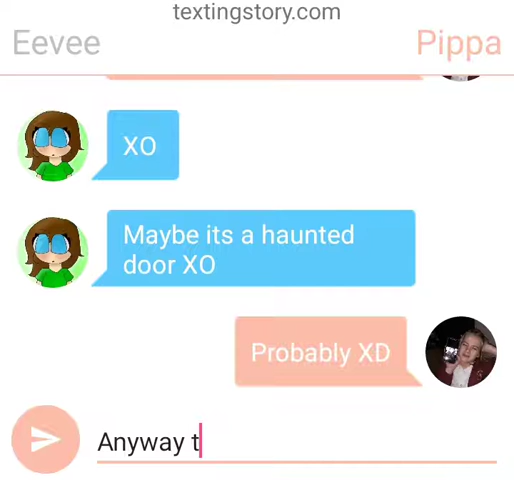 textingstory.com
Eevee
Pippa
XO
Maybe its a haunted
door XO
Probably XD
Anyway t